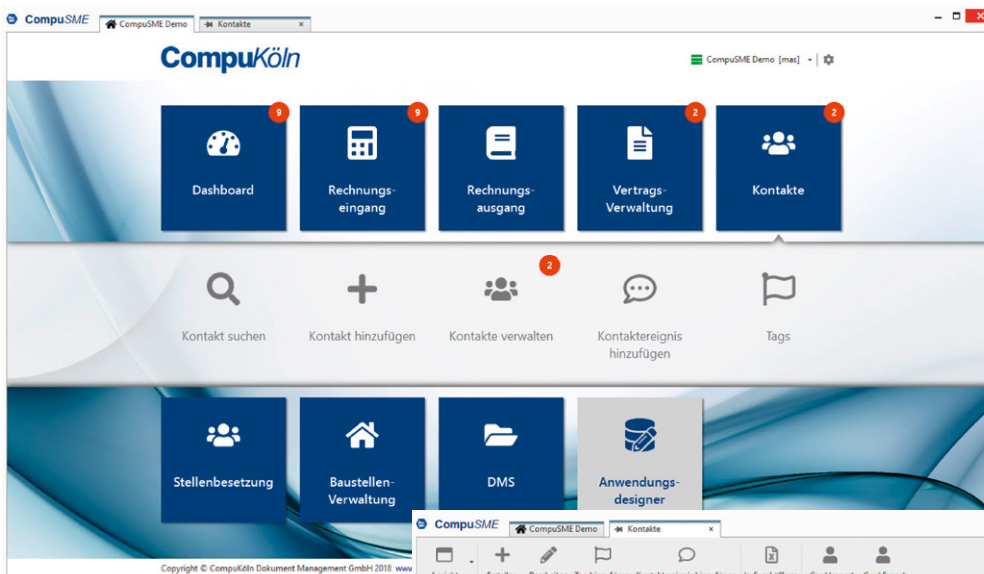 CompuSME CompuSME Demo Kontakte
CompuKöln
CompuSME Demo [mas]
9 9 2 2
Dashboard
Rechnungs-
eingang
Rechnungs-
ausgang
Vertrags-
Verwaltung
Kontakte
2
Kontakt suchen
Kontakt hinzufügen
Kontakte verwalten
Kontaktereignis
hinzufügen
Tags
Stellenbesetzung
Baustellen-
Verwaltung
DMS
Anwendungs-
designer
CompuSME CompuSME Demo Kontakte
Copyright © CompuKöln Dokument Management GmbH 2018 www